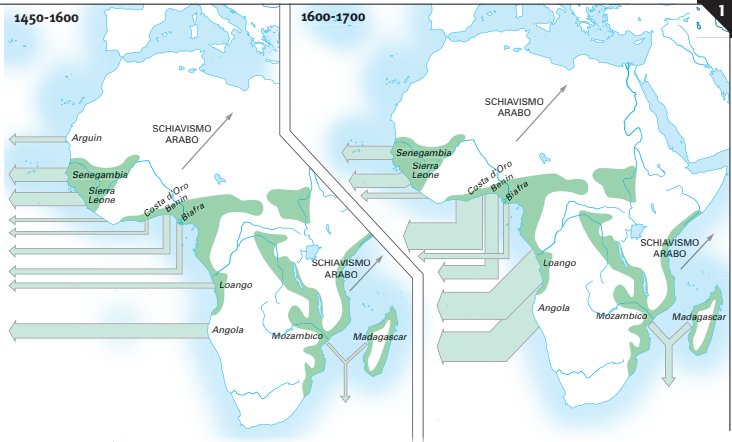 1450-1600
SCHIAVISMO
ARABO
Arguin
Senegambia
Sierra
Leone
Costa d'Oro
Benin
Biafra
SCHIAVISMO
ARABO
Loango
Angola
Mozambico
Madagascar
1600-1700
1
SCHIAVISMO
ARABO
Senegambia
Sierra
Leone
Costa d'Oro
Benin
Biafra
SCHIAVISMO
ARABO
Loango
Angola
Mozambico
Madagascar